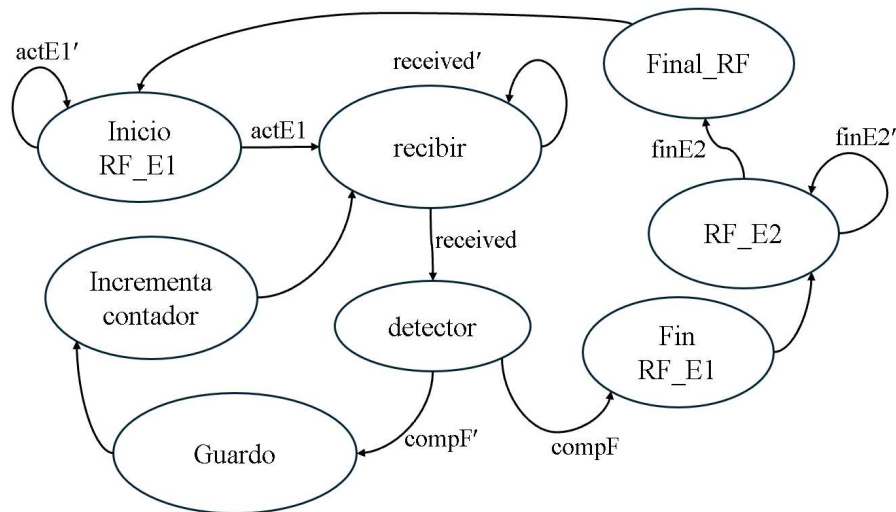 actE1′
received′
Final_RF
Inicio
RF_E1
actE1
recibir
finE2
finE2′
received
RF_E2
Incrementa
contador
detector
Fin
RF_E1
Guardo
compF′
compF